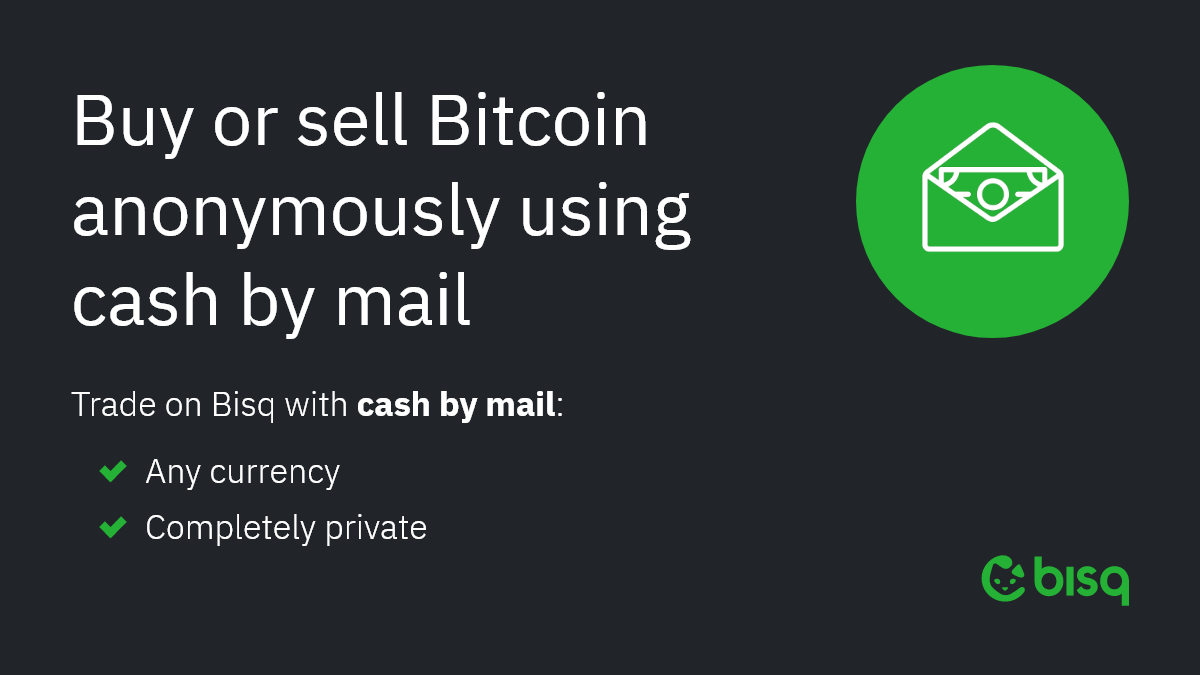 Buy or sell Bitcoin
anonymously using
cash by mail
Trade on Bisq with cash by mail:
Any currency
Completely private
bisq